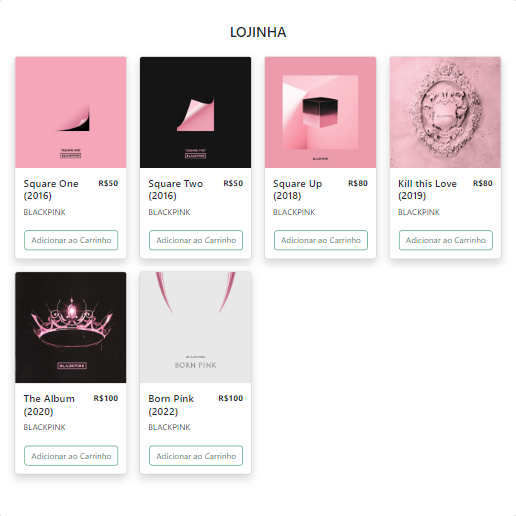 LOJINHA
SQUARE ONE
BLACKPINK
SQUARE TWO
BLACKPINK
BLACKPINK
BLACKPINK
Square One R$50
(2016)
BLACKPINK
Adicionar ao Carrinho
Square Two R$50
(2016)
BLACKPINK
Adicionar ao Carrinho
Square Up R$80
(2018)
BLACKPINK
Adicionar ao Carrinho
Kill this Love R$80
(2019)
BLACKPINK
Adicionar ao Carrinho
BLACKPINK
BLACKPINK
BORN PINK
The Album R$100
(2020)
BLACKPINK
Adicionar ao Carrinho
Born Pink R$100
(2022)
BLACKPINK
Adicionar ao Carrinho